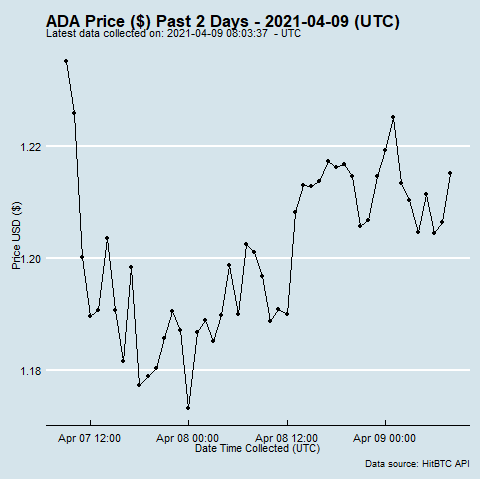 ADA Price ($) Past 2 Days - 2021-04-09 (UTC)
Latest data collected on: 2021-04-09 08:03:37 - UTC
1.22
1.20
1.18
Price USD ($)
Apr 07 12:00 Apr 08 00:00 Apr 08 12:00 Apr 09 00:00
Date Time Collected (UTC)
Data source: HitBTC API